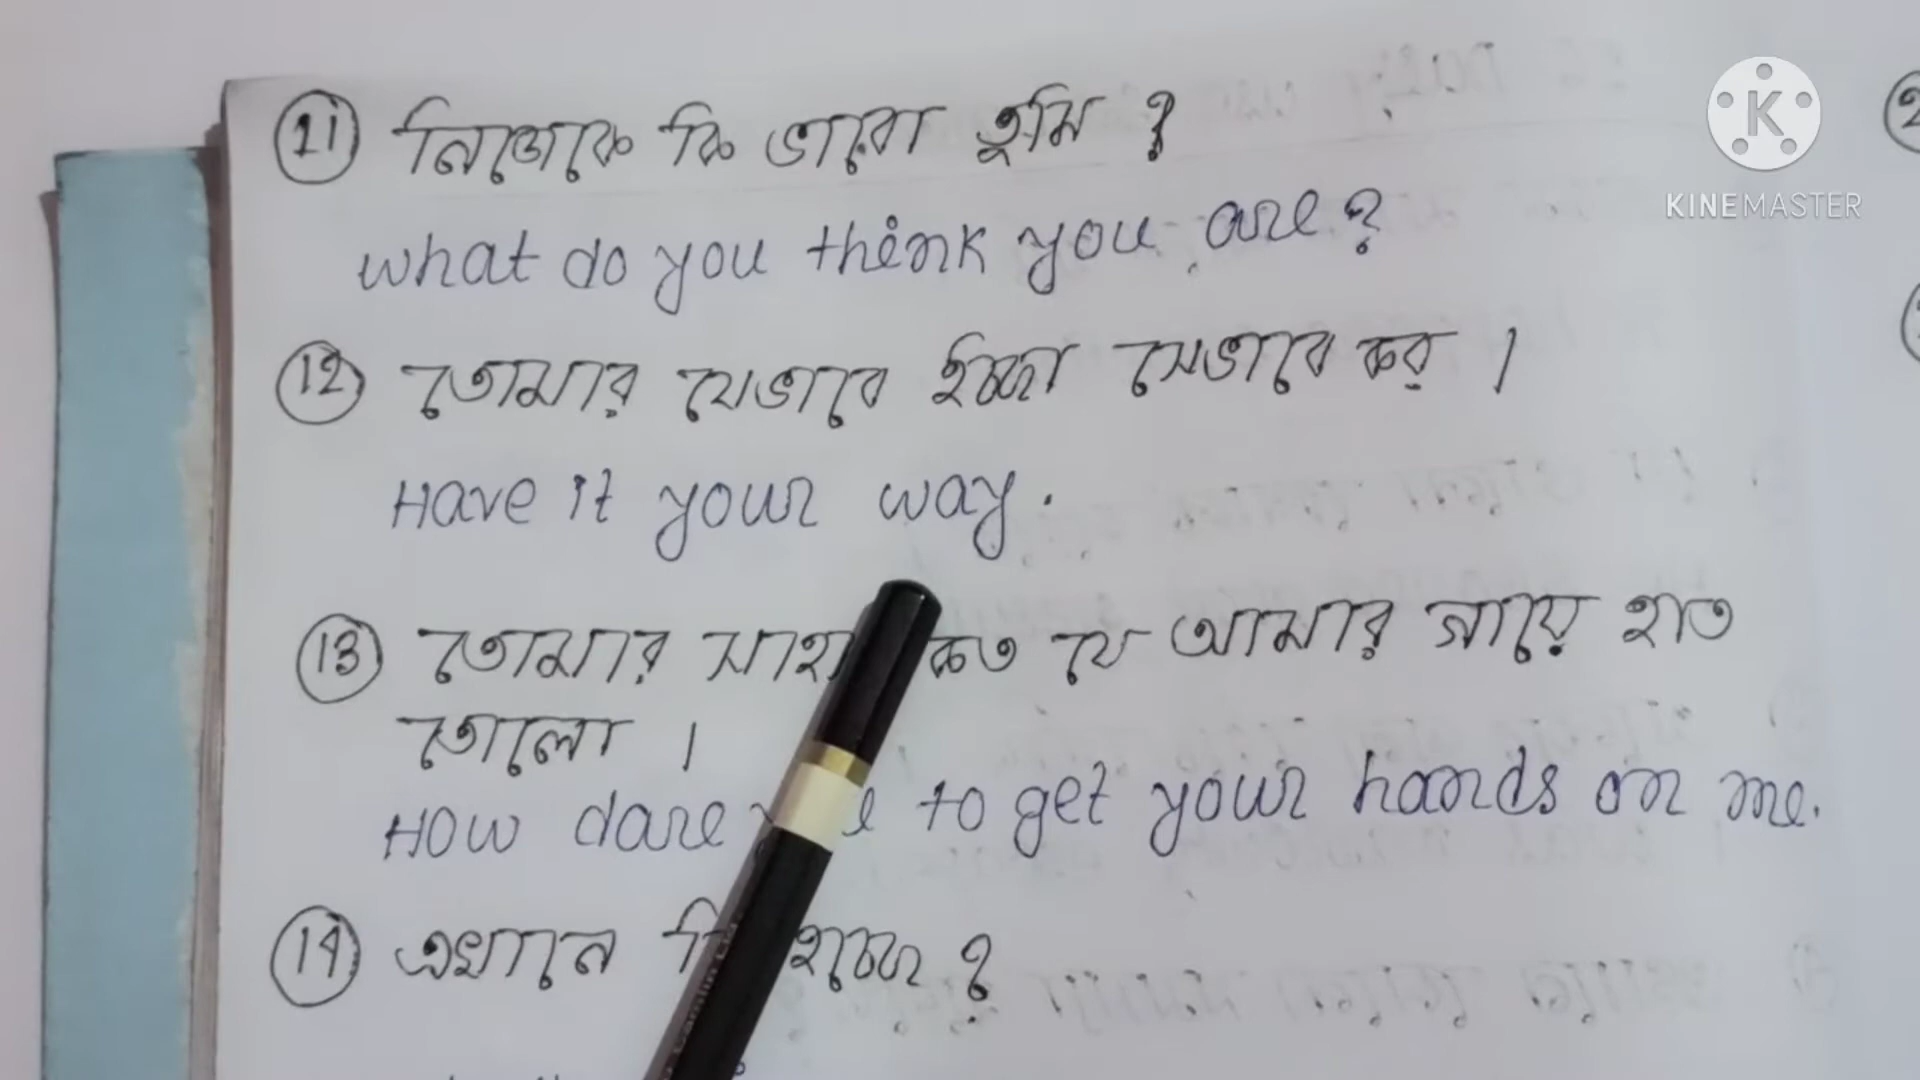 11 নিজেকে কি ভাবো তুমি ?
What do you think you are?
12 তোমার যেভাবে ইচ্ছা সেভাবে কর ।
Have it your way.
13 তোমার কত যে আমার গায়ে হাত
তোলো ।
How dare to get your hands on me.
14 এখানে হচ্ছে ?
KINEMASTER